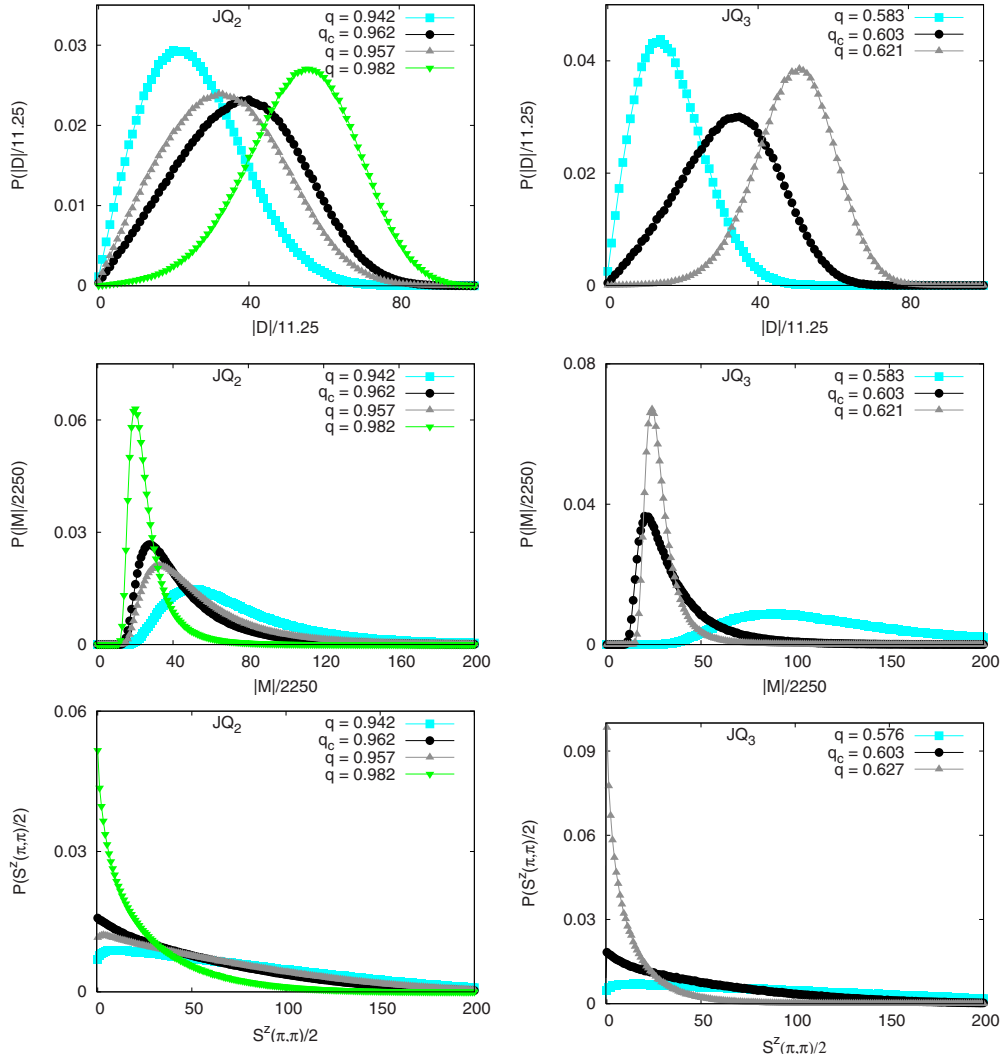 JQ2
q = 0.942
qc = 0.962
q = 0.957
q = 0.982
P(|D|/11.25)
0.03
0.02
0.01
0
0 40 80
|D|/11.25
JQ3
q = 0.583
qc = 0.603
q = 0.621
P(|D|/11.25)
0.04
0.02
0
0 40 80
|D|/11.25
JQ2
q = 0.942
qc = 0.962
q = 0.957
q = 0.982
P(|M|/2250)
0.06
0.03
0
0 40 80 120 160 200
|M|/2250
JQ3
q = 0.583
qc = 0.603
q = 0.621
P(|M|/2250)
0.08
0.04
0
0 50 100 150 200
|M|/2250
JQ2
q = 0.942
qc = 0.962
q = 0.957
q = 0.982
P(S^z(π,π)/2)
0.06
0.03
0
0 50 100 150 200
S^z(π,π)/2
JQ3
q = 0.576
qc = 0.603
q = 0.627
P(S^z(π,π)/2)
0.09
0.06
0.03
0
0 50 100 150 200
S^z(π,π)/2